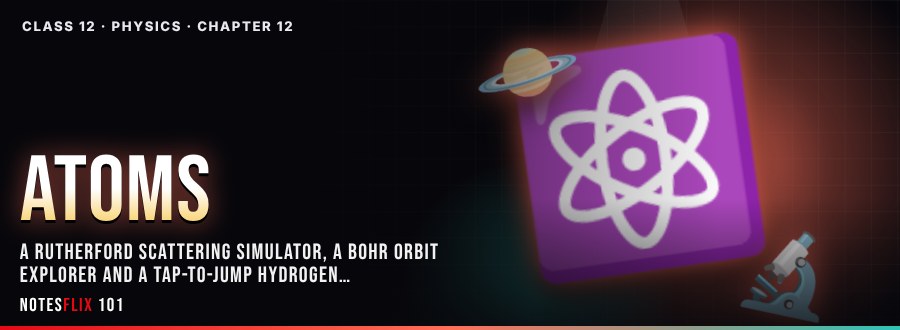 CLASS 12 · PHYSICS · CHAPTER 12
ATOMS
A RUTHERFORD SCATTERING SIMULATOR, A BOHR ORBIT
EXPLORER AND A TAP-TO-JUMP HYDROGEN…
NOTESFLIX 101